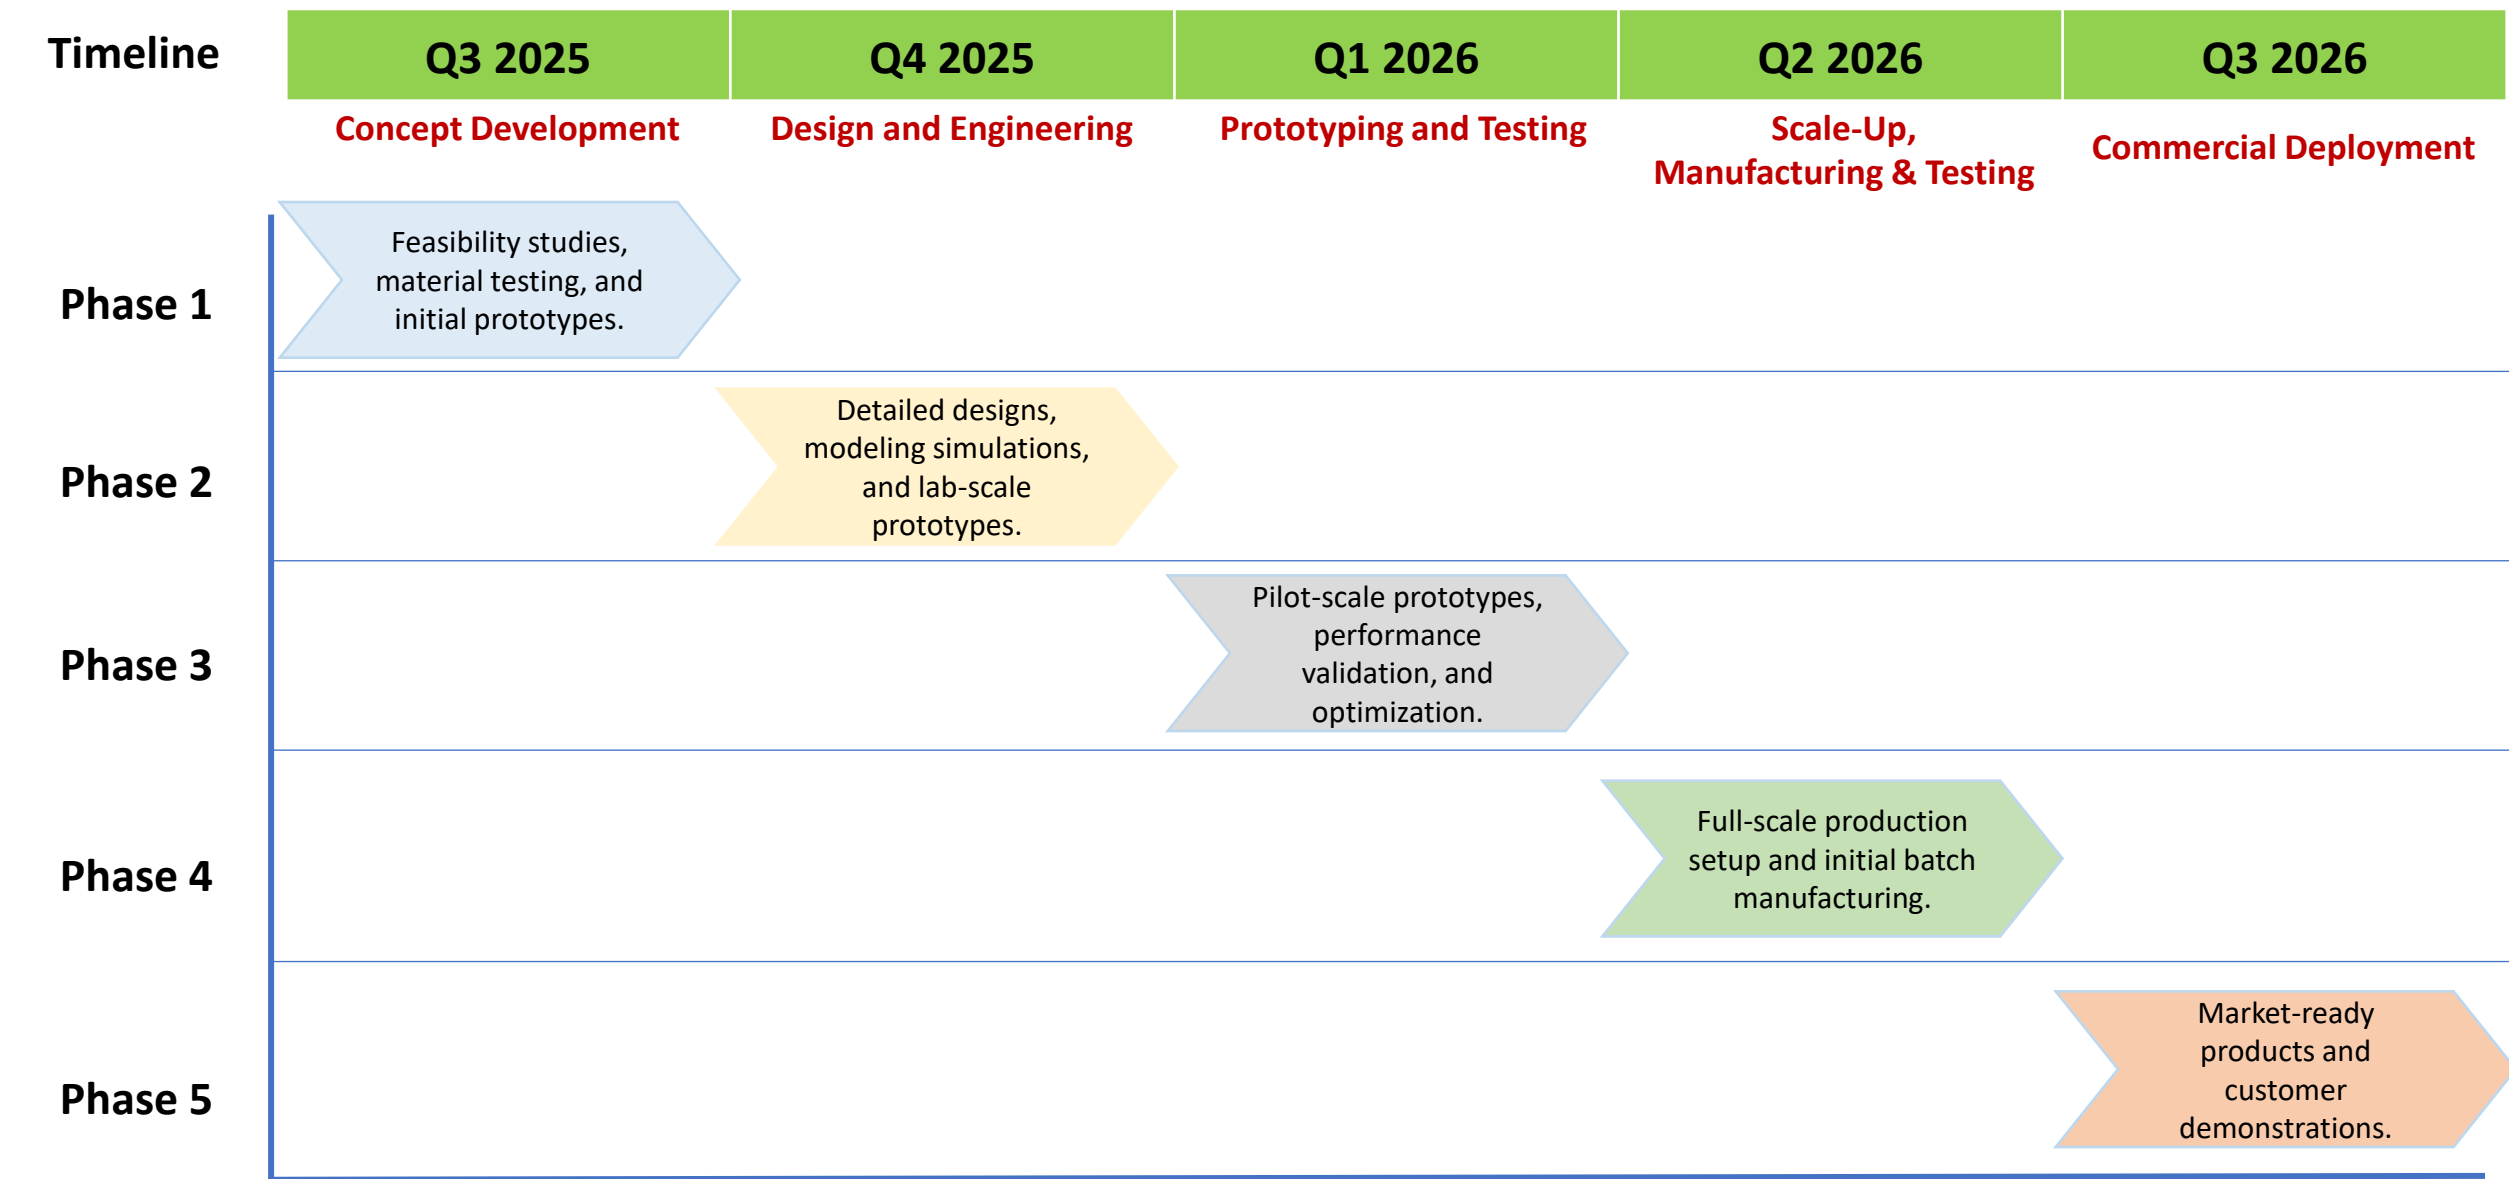 Timeline
Q3 2025
Q4 2025
Q1 2026
Q2 2026
Q3 2026
Concept Development
Design and Engineering
Prototyping and Testing
Scale-Up,
Manufacturing & Testing
Commercial Deployment
Phase 1
Feasibility studies,
material testing, and
initial prototypes.
Phase 2
Detailed designs,
modeling simulations,
and lab-scale
prototypes.
Phase 3
Pilot-scale prototypes,
performance
validation, and
optimization.
Phase 4
Full-scale production
setup and initial batch
manufacturing.
Phase 5
Market-ready
products and
customer
demonstrations.